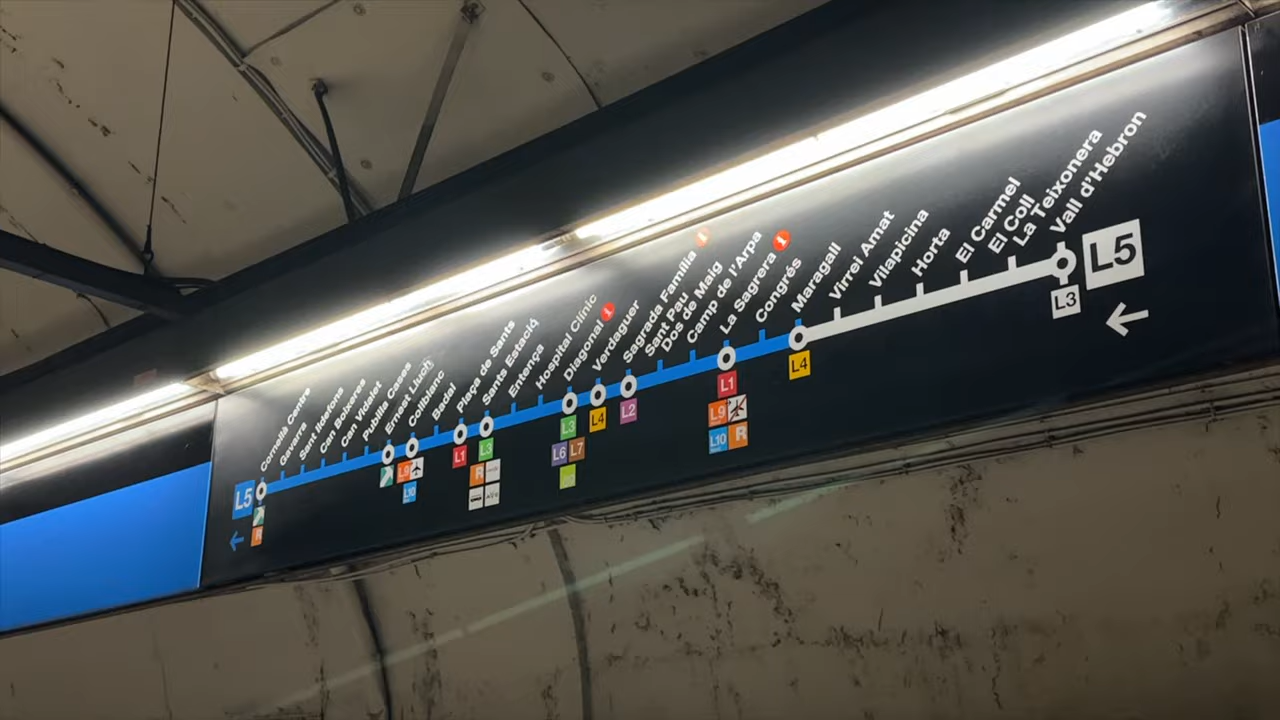 Cornellà Centre
Gavarra
Sant Ildefons
Can Boixeres
Can Vidalet
Pubilla Cases
Ernest Lluch
Collblanc
Badal
Plaça de Sants
Sants Estació
Entença
Hospital Clínic
Diagonal
Verdaguer
Sagrada Família
Sant Pau
Dos de Maig
Camp de l'Arpa
La Sagrera
Congrés
Maragall
Virrei Amat
Vilapicina
Horta
El Carmel
El Coll
La Teixonera
Vall d'Hebron
L5
L5
L3
R
L9
L10
L1
L3
R
L3
L6 L7
L4
L2
L1
L9
L10 R
L4